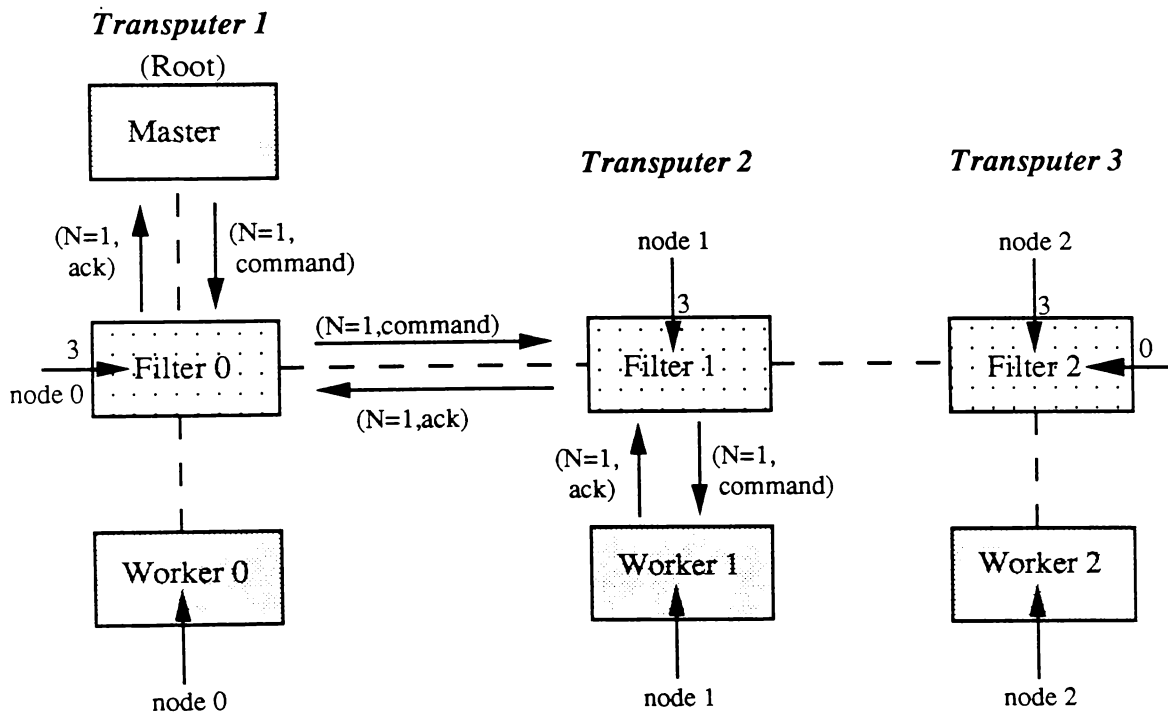 Transputer 1
(Root)
Master
Transputer 2
Transputer 3
(N=1,
ack)
(N=1,
command)
node 1
node 2
3
3
3
0
(N=1,command)
Filter 0
Filter 1
Filter 2
node 0
(N=1,ack)
(N=1,
ack)
(N=1,
command)
Worker 0
Worker 1
Worker 2
node 0
node 1
node 2